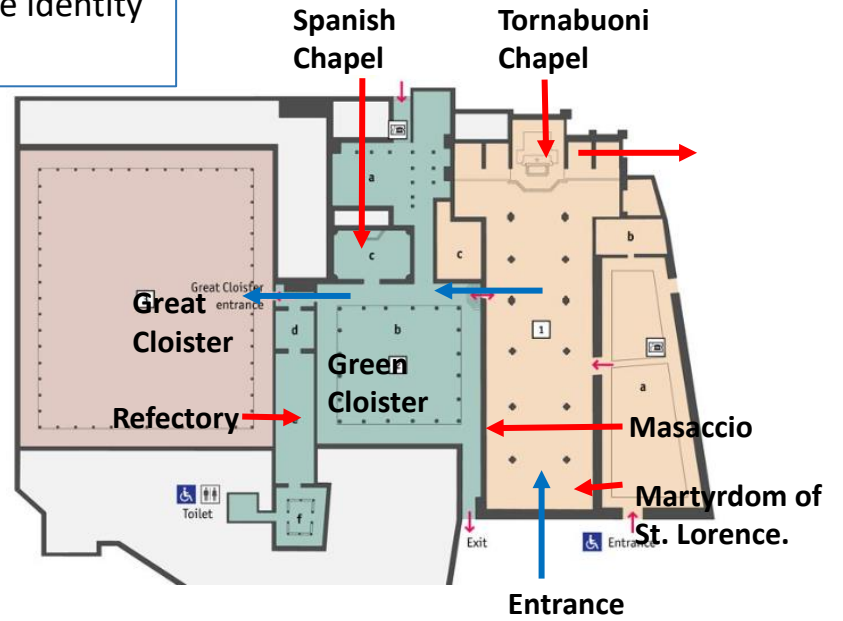 e identity
Spanish
Chapel
Tornabuoni
Chapel
a
c
c
b
Great Cloister
entrance
Great
Cloister
d
b
1
Green
Cloister
a
Refectory
Masaccio
Martyrdom of
St. Lorence.
Toilet
f
Exit
Entrance
Entrance